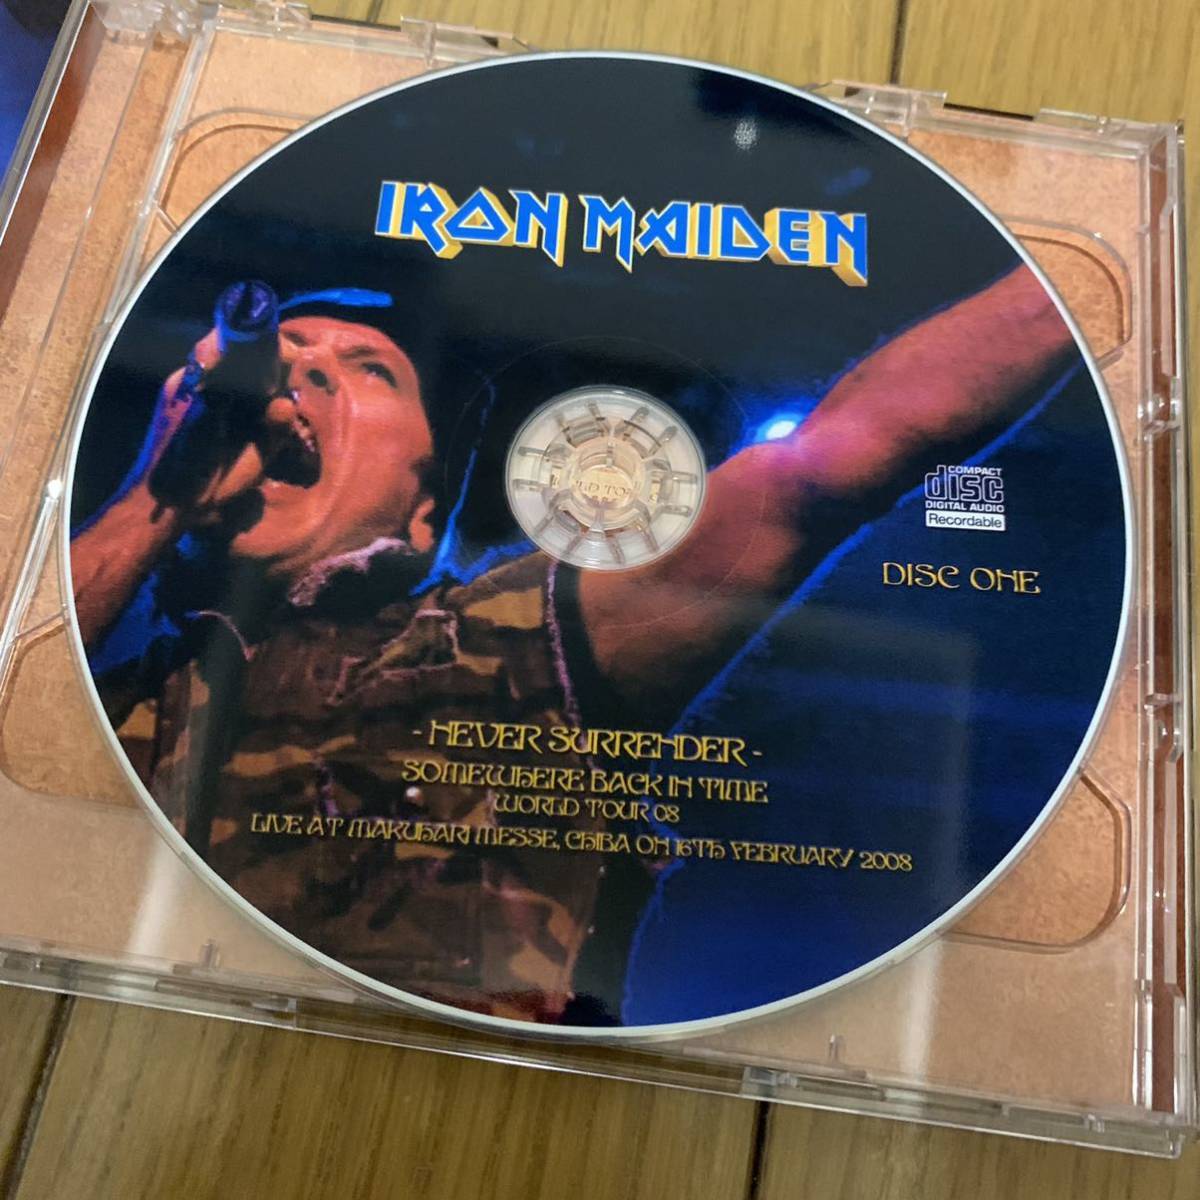 IRON MAIDEN
COMPACT
disc
DIGITAL AUDIO
Recordable
DISC ONE
- NEVER SURRENDER -
SOMEWHERE BACK IN TIME
WORLD TOUR 08
LIVE AT MAKUHARI MESSE, CHIBA ON 16TH FEBRUARY 2008